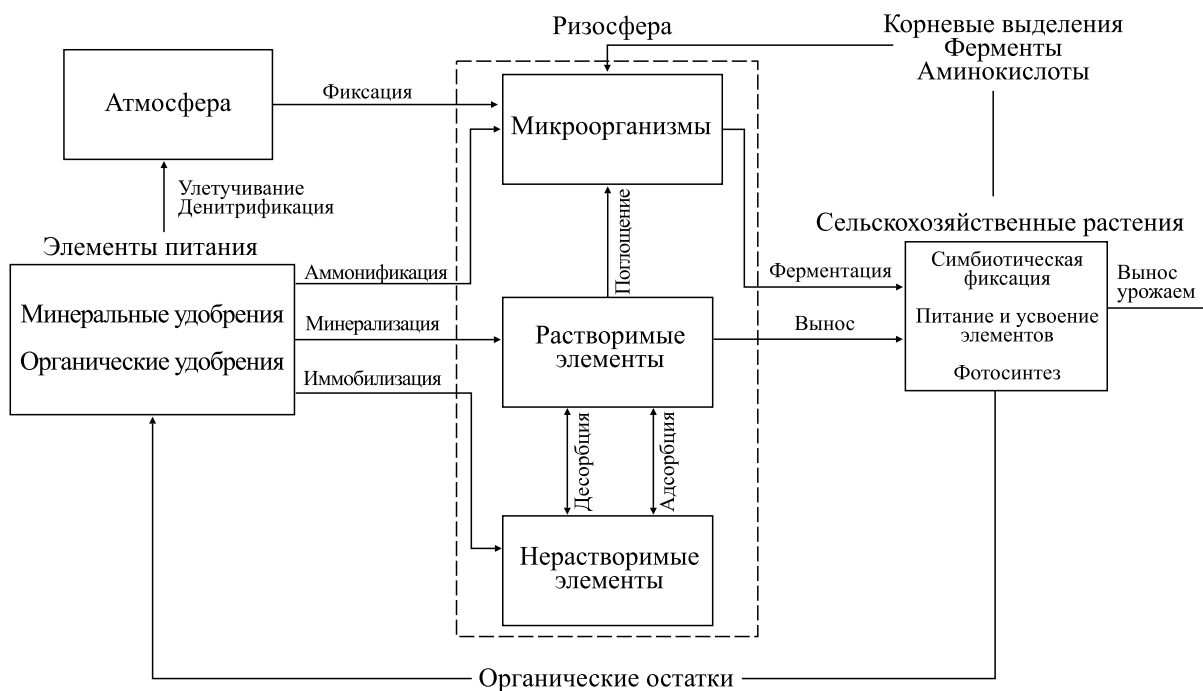 Ризосфера
Корневые выделения
Ферменты
Аминокислоты
Атмосфера
Фиксация
Микроорганизмы
Улетучивание
Денитрификация
Поглощение
Сельскохозяйственные растения
Элементы питания
Аммонификация
Ферментация
Симбиотическая
фиксация
Вынос
урожаем
Минеральные удобрения
Минерализация
Растворимые
элементы
Вынос
Питание и усвоение
элементов
Органические удобрения
Иммобилизация
Фотосинтез
Десорбция
Адсорбция
Нерастворимые
элементы
Органические остатки